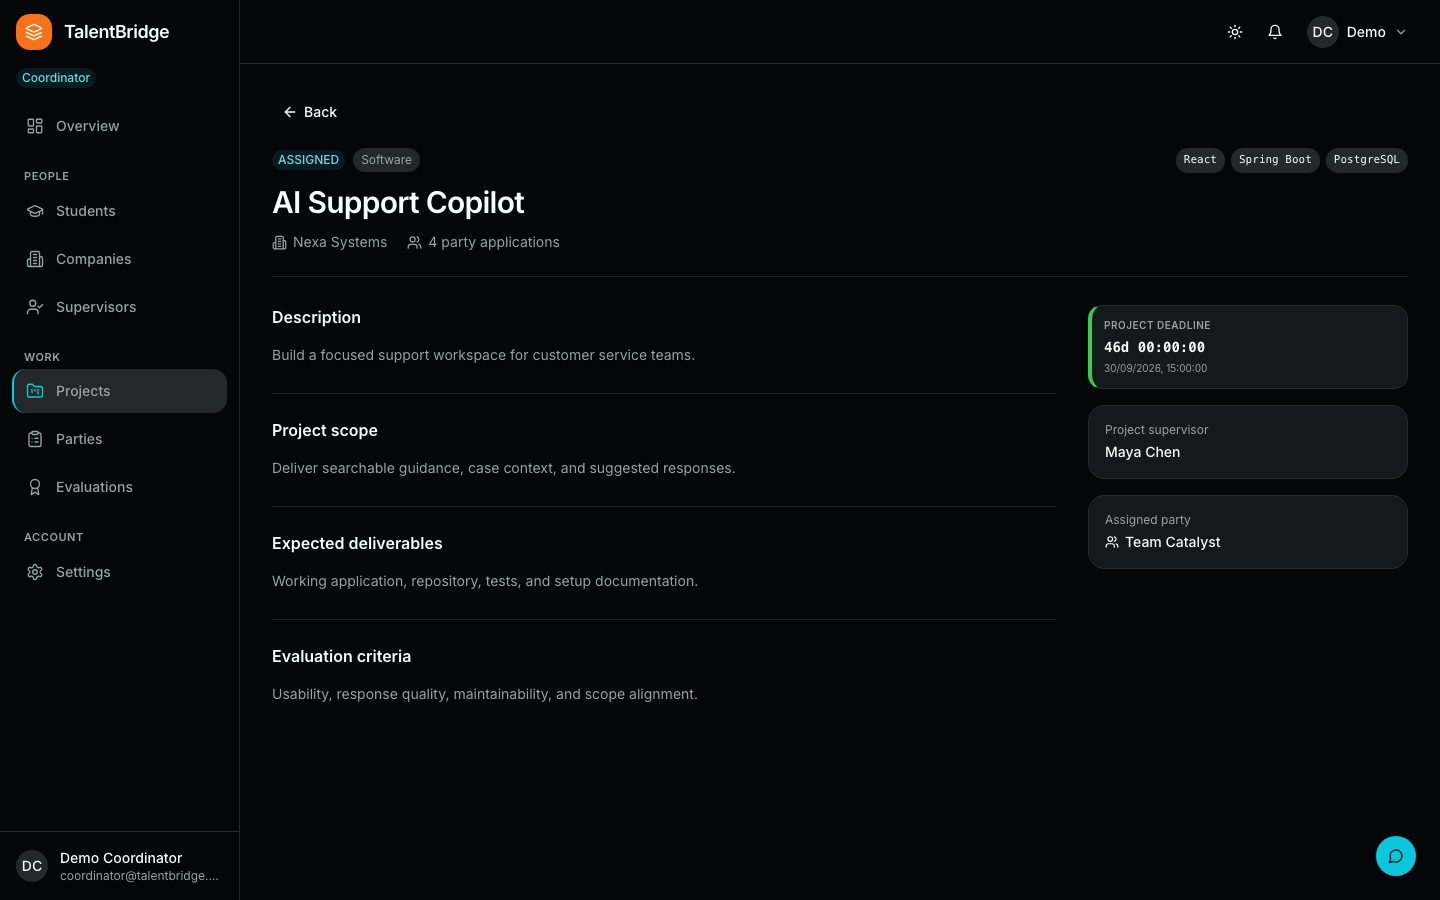 TalentBridge
Coordinator
Overview
PEOPLE
Students
Companies
Supervisors
WORK
Projects
Parties
Evaluations
ACCOUNT
Settings
DC
Demo Coordinator
coordinator@talentbridge....
DC Demo
Back
ASSIGNED Software
React Spring Boot PostgreSQL
AI Support Copilot
Nexa Systems 4 party applications
Description
Build a focused support workspace for customer service teams.
Project scope
Deliver searchable guidance, case context, and suggested responses.
Expected deliverables
Working application, repository, tests, and setup documentation.
Evaluation criteria
Usability, response quality, maintainability, and scope alignment.
PROJECT DEADLINE
46d 00:00:00
30/09/2026, 15:00:00
Project supervisor
Maya Chen
Assigned party
Team Catalyst